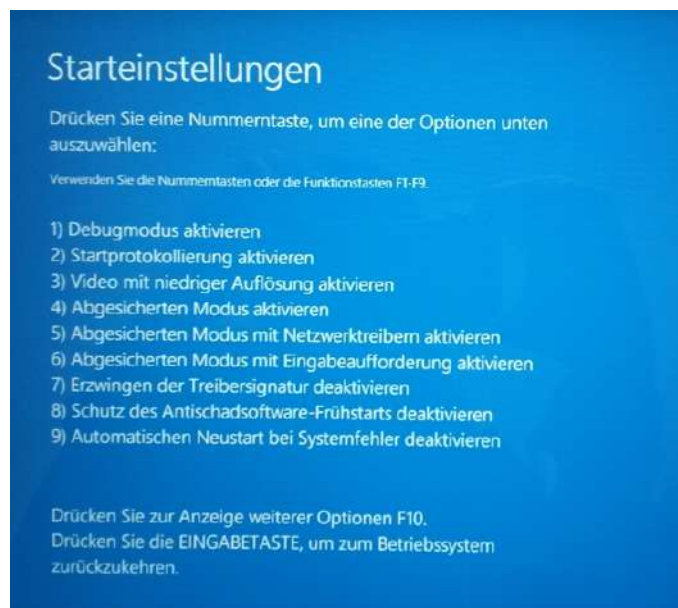 Starteinstellungen
Drücken Sie eine Nummerntaste, um eine der Optionen unten
auszuwählen:
Verwenden Sie die Nummerntasten oder die Funktionstasten F1-F9.
1) Debugmodus aktivieren
2) Startprotokollierung aktivieren
3) Video mit niedriger Auflösung aktivieren
4) Abgesicherten Modus aktivieren
5) Abgesicherten Modus mit Netzwerktreibern aktivieren
6) Abgesicherten Modus mit Eingabeaufforderung aktivieren
7) Erzwingen der Treibersignatur deaktivieren
8) Schutz des Antischadsoftware-Frühstarts deaktivieren
9) Automatischen Neustart bei Systemfehler deaktivieren
Drücken Sie zur Anzeige weiterer Optionen F10.
Drücken Sie die EINGABETASTE, um zum Betriebssystem
zurückzukehren.